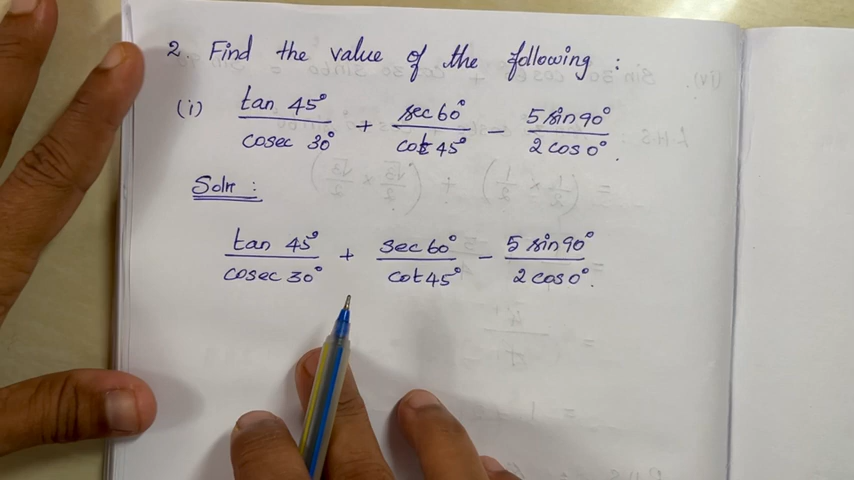 2. Find the value of the following :
(i) tan 45° / cosec 30° + sec 60° / cot 45° − 5 sin 90° / 2 cos 0° .
Soln :
tan 45° / cosec 30° + sec 60° / cot 45° − 5 sin 90° / 2 cos 0° .